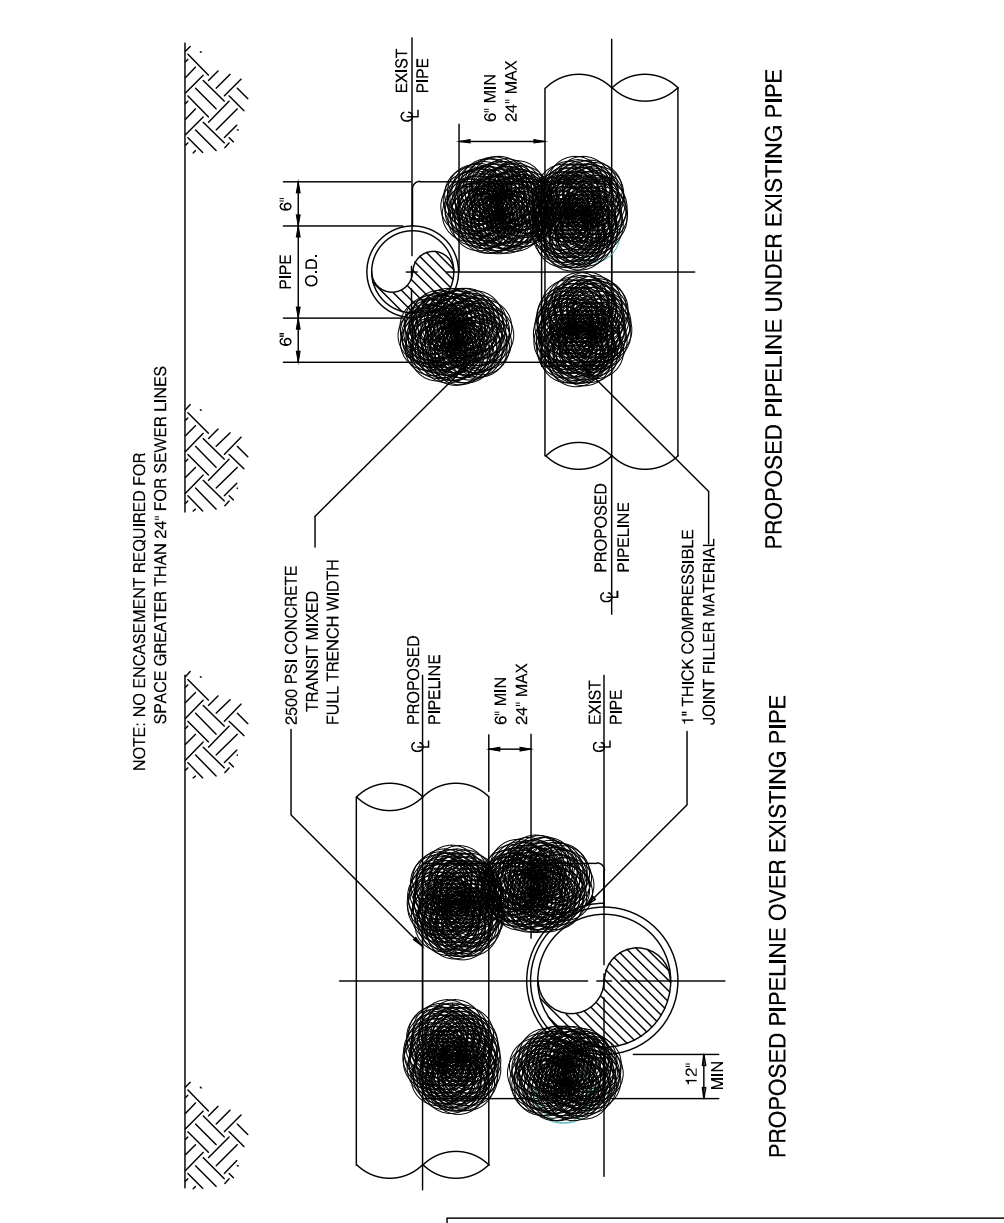 NOTE: NO ENCASEMENT REQUIRED FOR
SPACE GREATER THAN 24" FOR SEWER LINES
2500 PSI CONCRETE
TRANSIT MIXED
FULL TRENCH WIDTH
PROPOSED
PIPELINE
6" MIN
24" MAX
EXIST
PIPE
1" THICK COMPRESSIBLE
JOINT FILLER MATERIAL
12"
MIN
PROPOSED PIPELINE OVER EXISTING PIPE
6"
PIPE
O.D.
6"
EXIST
PIPE
6" MIN
24" MAX
PROPOSED
PIPELINE
PROPOSED PIPELINE UNDER EXISTING PIPE